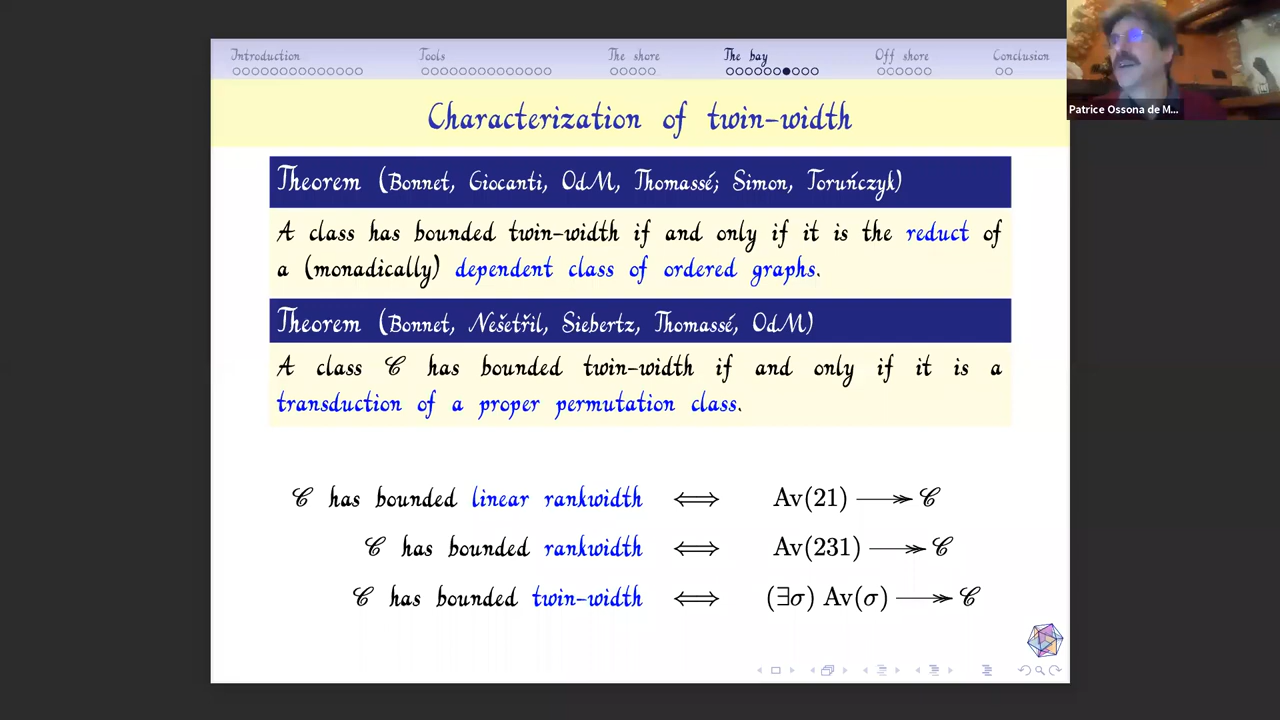 Introduction Tools The shore The bay Off shore Conclusion
Patrice Ossona de M...
Characterization of twin-width
Theorem (Bonnet, Giocanti, OdM, Thomassé; Simon, Toruńczyk)
A class has bounded twin-width if and only if it is the reduct of
a (monadically) dependent class of ordered graphs.
Theorem (Bonnet, Nešetřil, Siebertz, Thomassé, OdM)
A class 𝒞 has bounded twin-width if and only if it is a
transduction of a proper permutation class.
𝒞 has bounded linear rankwidth ⟺ Av(21) ↠ 𝒞
𝒞 has bounded rankwidth ⟺ Av(231) ↠ 𝒞
𝒞 has bounded twin-width ⟺ (∃σ) Av(σ) ↠ 𝒞